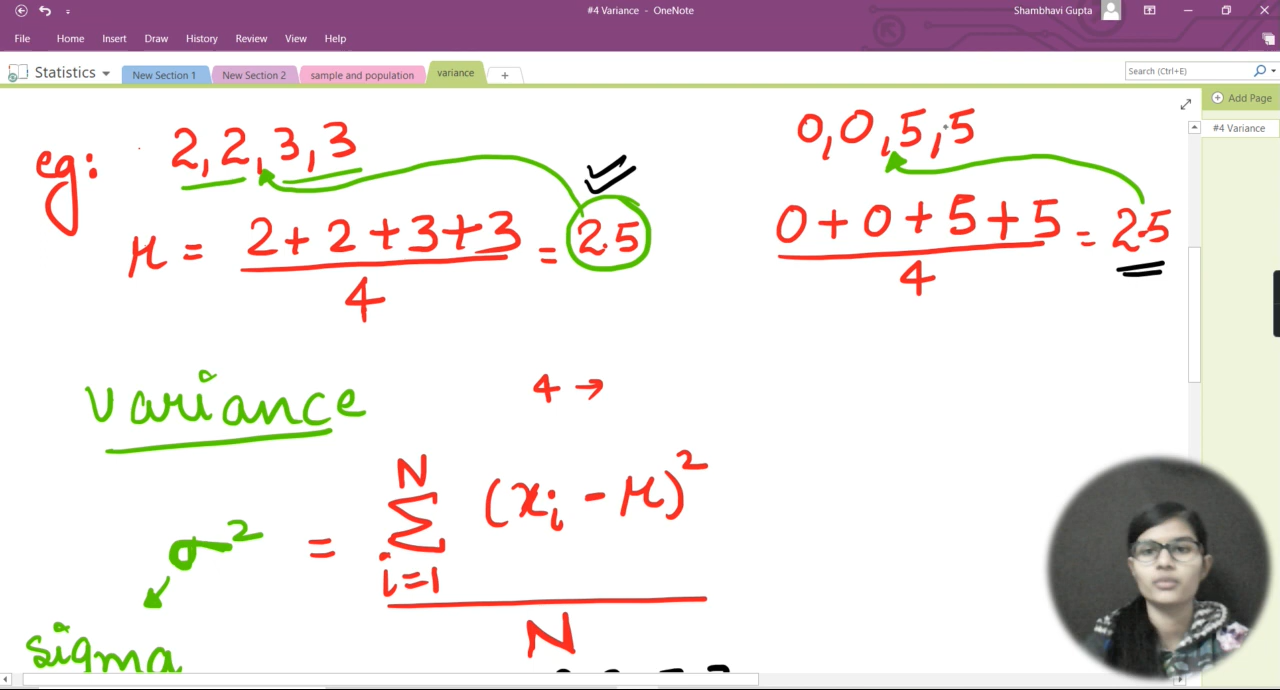 #4 Variance - OneNote
Shambhavi Gupta
File Home Insert Draw History Review View Help
Statistics
New Section 1
New Section 2
sample and population
variance
+
Search (Ctrl+E)
Add Page
#4 Variance
eg: 2, 2, 3, 3
μ = 2 + 2 + 3 + 3 / 4 = 2.5
0, 0, 5, 5
0 + 0 + 5 + 5 / 4 = 2.5
variance
4 →
σ² = N Σ i=1 (xi - μ)² / N
sigma